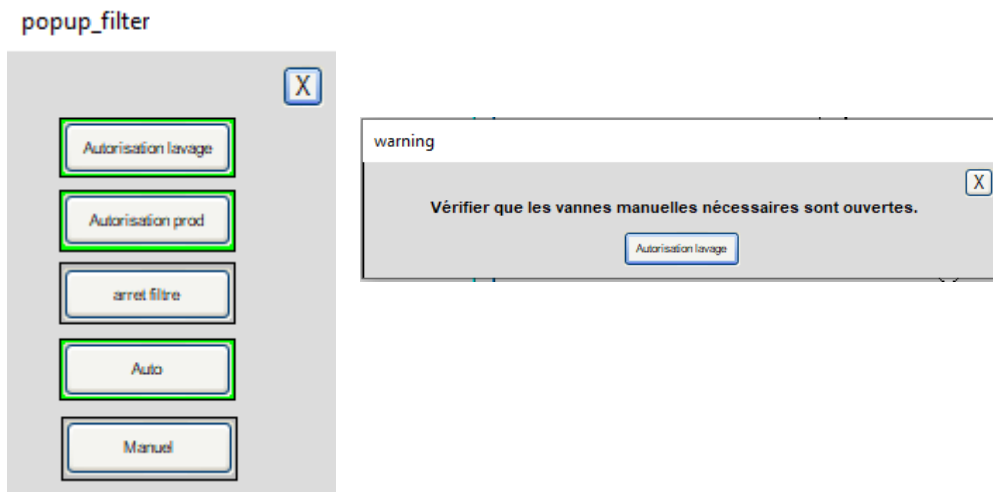 popup_filter
X
Autorisation lavage
Autorisation prod
arret filtre
Auto
Manuel
warning
X
Vérifier que les vannes manuelles nécessaires sont ouvertes.
Autorisation lavage